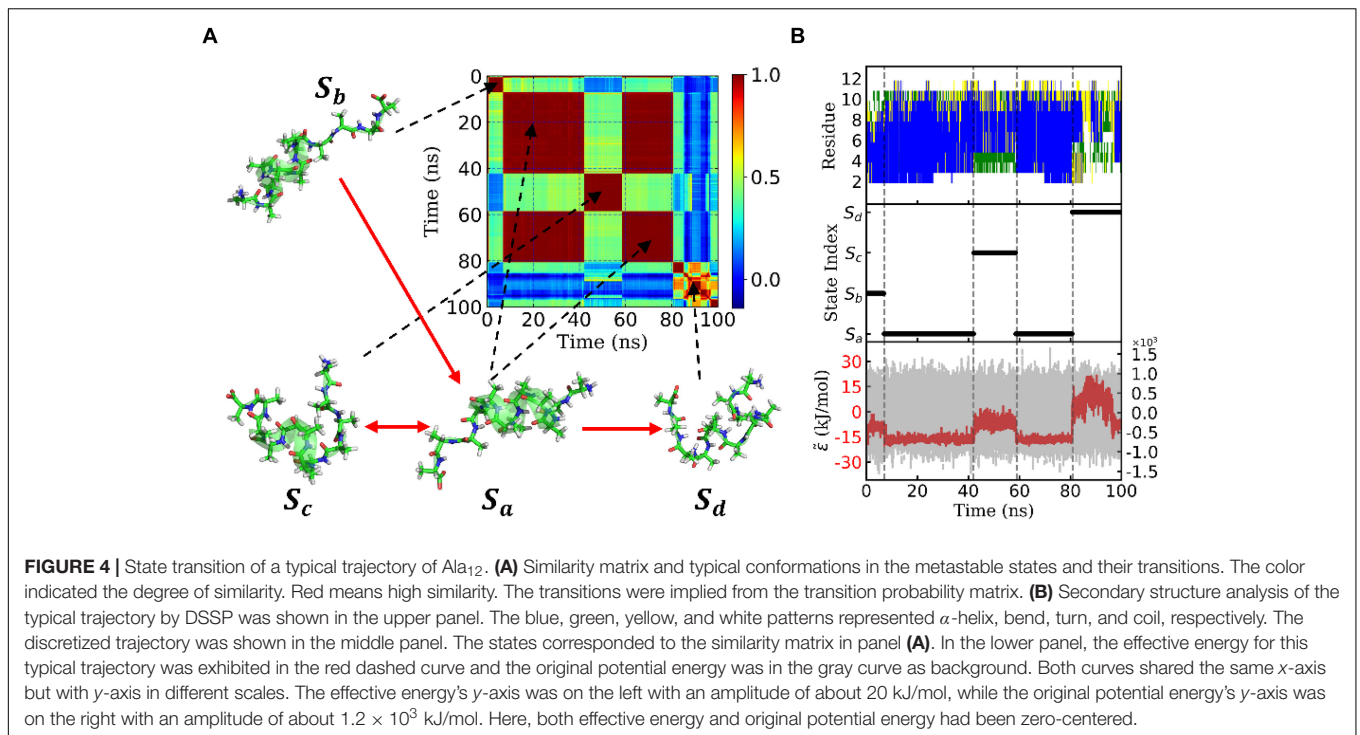 A
B
S_b
Time (ns)
0
20
40
60
80
100
0 20 40 60 80 100
Time (ns)
1.0
0.5
0.0
S_c
S_a
S_d
Residue
12
10
8
6
4
2
State Index
S_d
S_c
S_b
S_a
ε̃ (kJ/mol)
30
15
0
-15
-30
×10³
1.5
1.0
0.5
0.0
-0.5
-1.0
-1.5
0 20 40 60 80 100
Time (ns)
FIGURE 4 | State transition of a typical trajectory of Ala₁₂. (A) Similarity matrix and typical conformations in the metastable states and their transitions. The color
indicated the degree of similarity. Red means high similarity. The transitions were implied from the transition probability matrix. (B) Secondary structure analysis of the
typical trajectory by DSSP was shown in the upper panel. The blue, green, yellow, and white patterns represented α-helix, bend, turn, and coil, respectively. The
discretized trajectory was shown in the middle panel. The states corresponded to the similarity matrix in panel (A). In the lower panel, the effective energy for this
typical trajectory was exhibited in the red dashed curve and the original potential energy was in the gray curve as background. Both curves shared the same x-axis
but with y-axis in different scales. The effective energy's y-axis was on the left with an amplitude of about 20 kJ/mol, while the original potential energy's y-axis was
on the right with an amplitude of about 1.2 × 10³ kJ/mol. Here, both effective energy and original potential energy had been zero-centered.